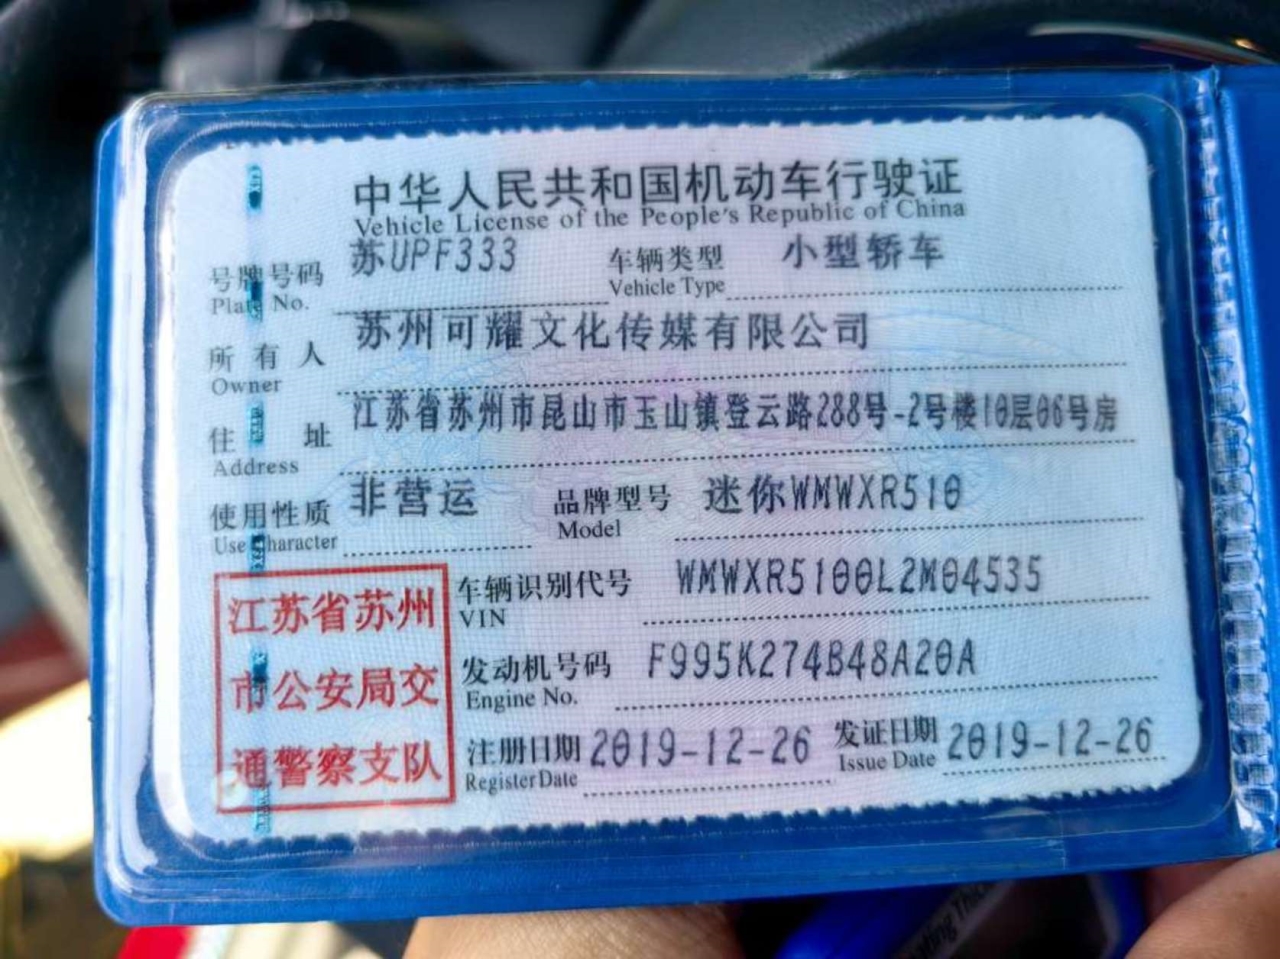 中华人民共和国机动车行驶证
Vehicle License of the People's Republic of China
号牌号码 苏UPF333 车辆类型 小型轿车
Plate No. Vehicle Type
所有人 苏州可耀文化传媒有限公司
Owner
住址 江苏省苏州市昆山市玉山镇登云路288号-2号楼10层06号房
Address
使用性质 非营运 品牌型号 迷你WMWXR510
Use Character Model
江苏省苏州
市公安局交
通警察支队
车辆识别代号 WMWXR5100L2M04535
VIN
发动机号码 F995K274B48A20A
Engine No.
注册日期 2019-12-26 发证日期 2019-12-26
Register Date Issue Date